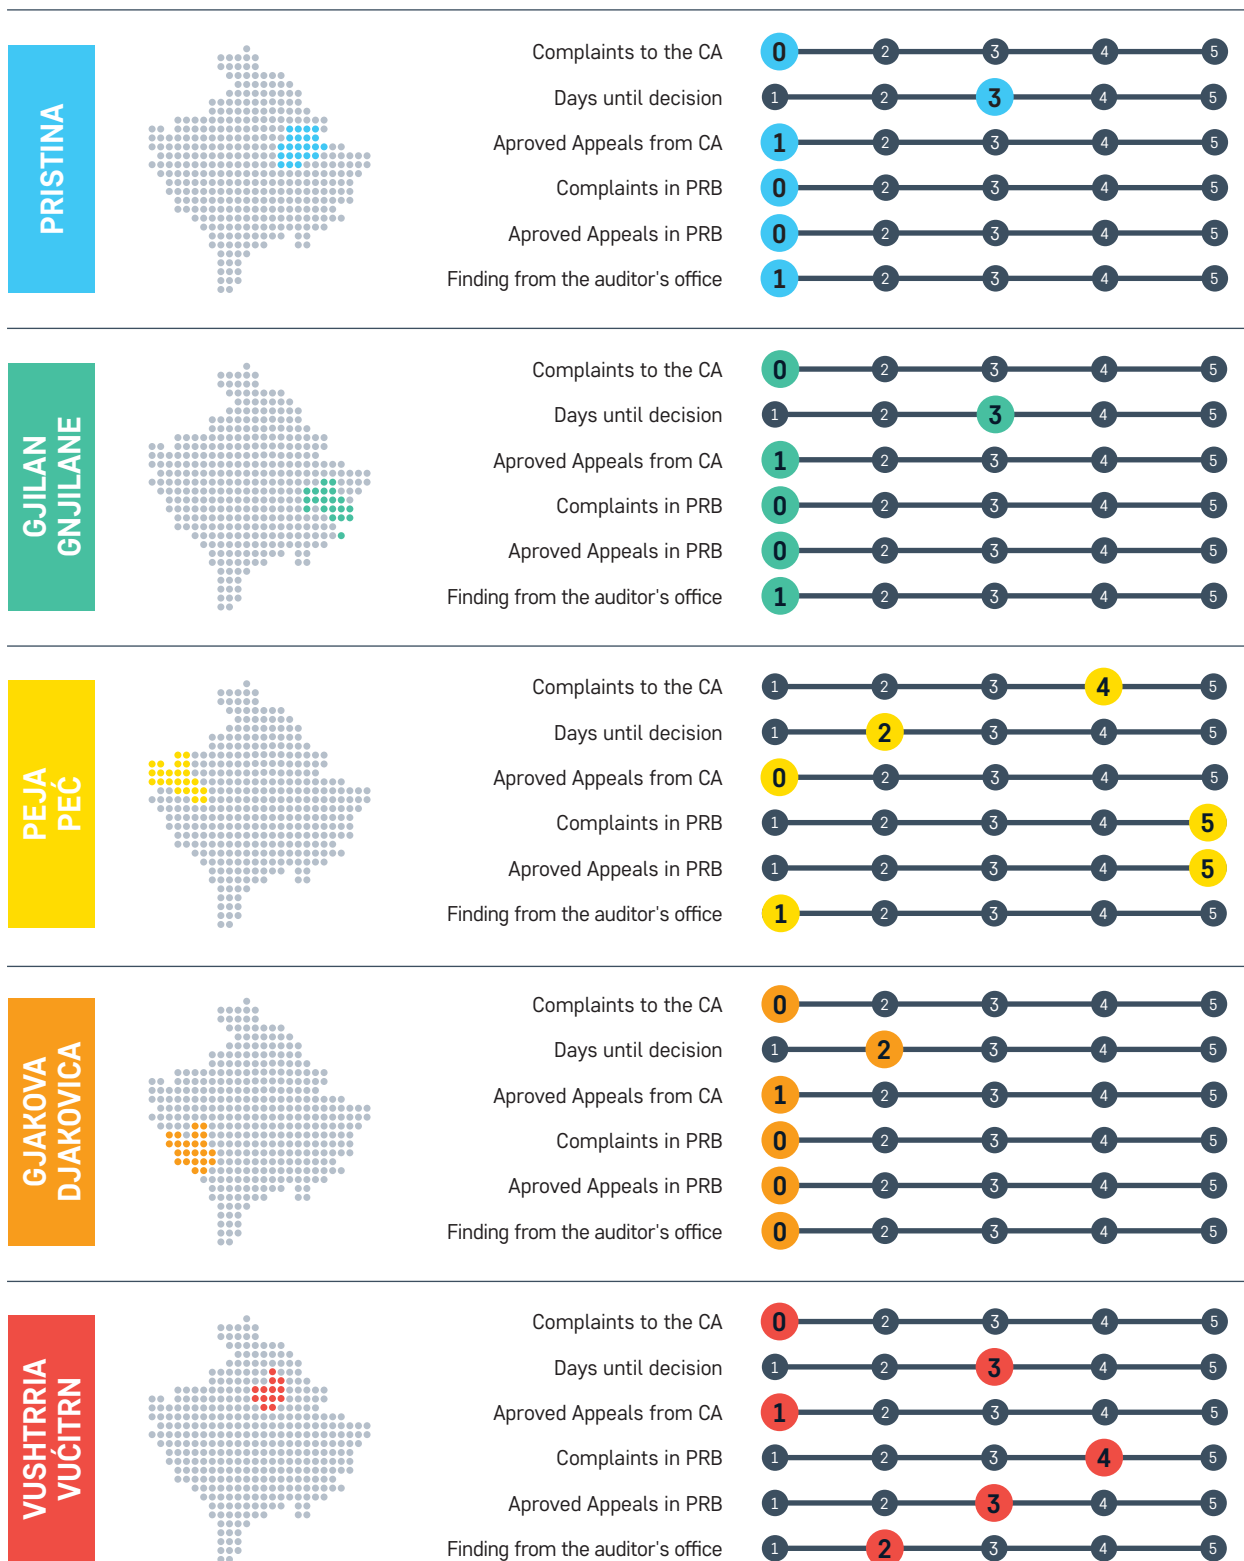 PRISTINA
Complaints to the CA 0 2 3 4 5
Days until decision 1 2 3 4 5
Aproved Appeals from CA 1 2 3 4 5
Complaints in PRB 0 2 3 4 5
Aproved Appeals in PRB 0 2 3 4 5
Finding from the auditor's office 1 2 3 4 5
GJILAN
GNJILANE
Complaints to the CA 0 2 3 4 5
Days until decision 1 2 3 4 5
Aproved Appeals from CA 1 2 3 4 5
Complaints in PRB 0 2 3 4 5
Aproved Appeals in PRB 0 2 3 4 5
Finding from the auditor's office 1 2 3 4 5
PEJA
PEĆ
Complaints to the CA 1 2 3 4 5
Days until decision 1 2 3 4 5
Aproved Appeals from CA 0 2 3 4 5
Complaints in PRB 1 2 3 4 5
Aproved Appeals in PRB 1 2 3 4 5
Finding from the auditor's office 1 2 3 4 5
GJAKOVA
DJAKOVICA
Complaints to the CA 0 2 3 4 5
Days until decision 1 2 3 4 5
Aproved Appeals from CA 1 2 3 4 5
Complaints in PRB 0 2 3 4 5
Aproved Appeals in PRB 0 2 3 4 5
Finding from the auditor's office 0 2 3 4 5
VUSHTRRIA
VUĆITRN
Complaints to the CA 0 2 3 4 5
Days until decision 1 2 3 4 5
Aproved Appeals from CA 1 2 3 4 5
Complaints in PRB 1 2 3 4 5
Aproved Appeals in PRB 1 2 3 4 5
Finding from the auditor's office 1 2 3 4 5